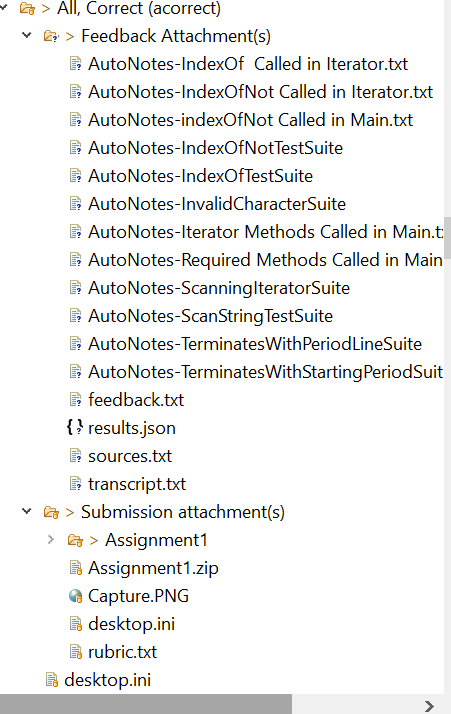 > All, Correct (acorrect)
> Feedback Attachment(s)
AutoNotes-IndexOf  Called in Iterator.txt
AutoNotes-IndexOfNot Called in Iterator.txt
AutoNotes-indexOfNot Called in Main.txt
AutoNotes-IndexOfNotTestSuite
AutoNotes-IndexOfTestSuite
AutoNotes-InvalidCharacterSuite
AutoNotes-Iterator Methods Called in Main.t
AutoNotes-Required Methods Called in Main
AutoNotes-ScanningIteratorSuite
AutoNotes-ScanStringTestSuite
AutoNotes-TerminatesWithPeriodLineSuite
AutoNotes-TerminatesWithStartingPeriodSuit
feedback.txt
{} results.json
sources.txt
transcript.txt
> Submission attachment(s)
> Assignment1
Assignment1.zip
Capture.PNG
desktop.ini
rubric.txt
desktop.ini